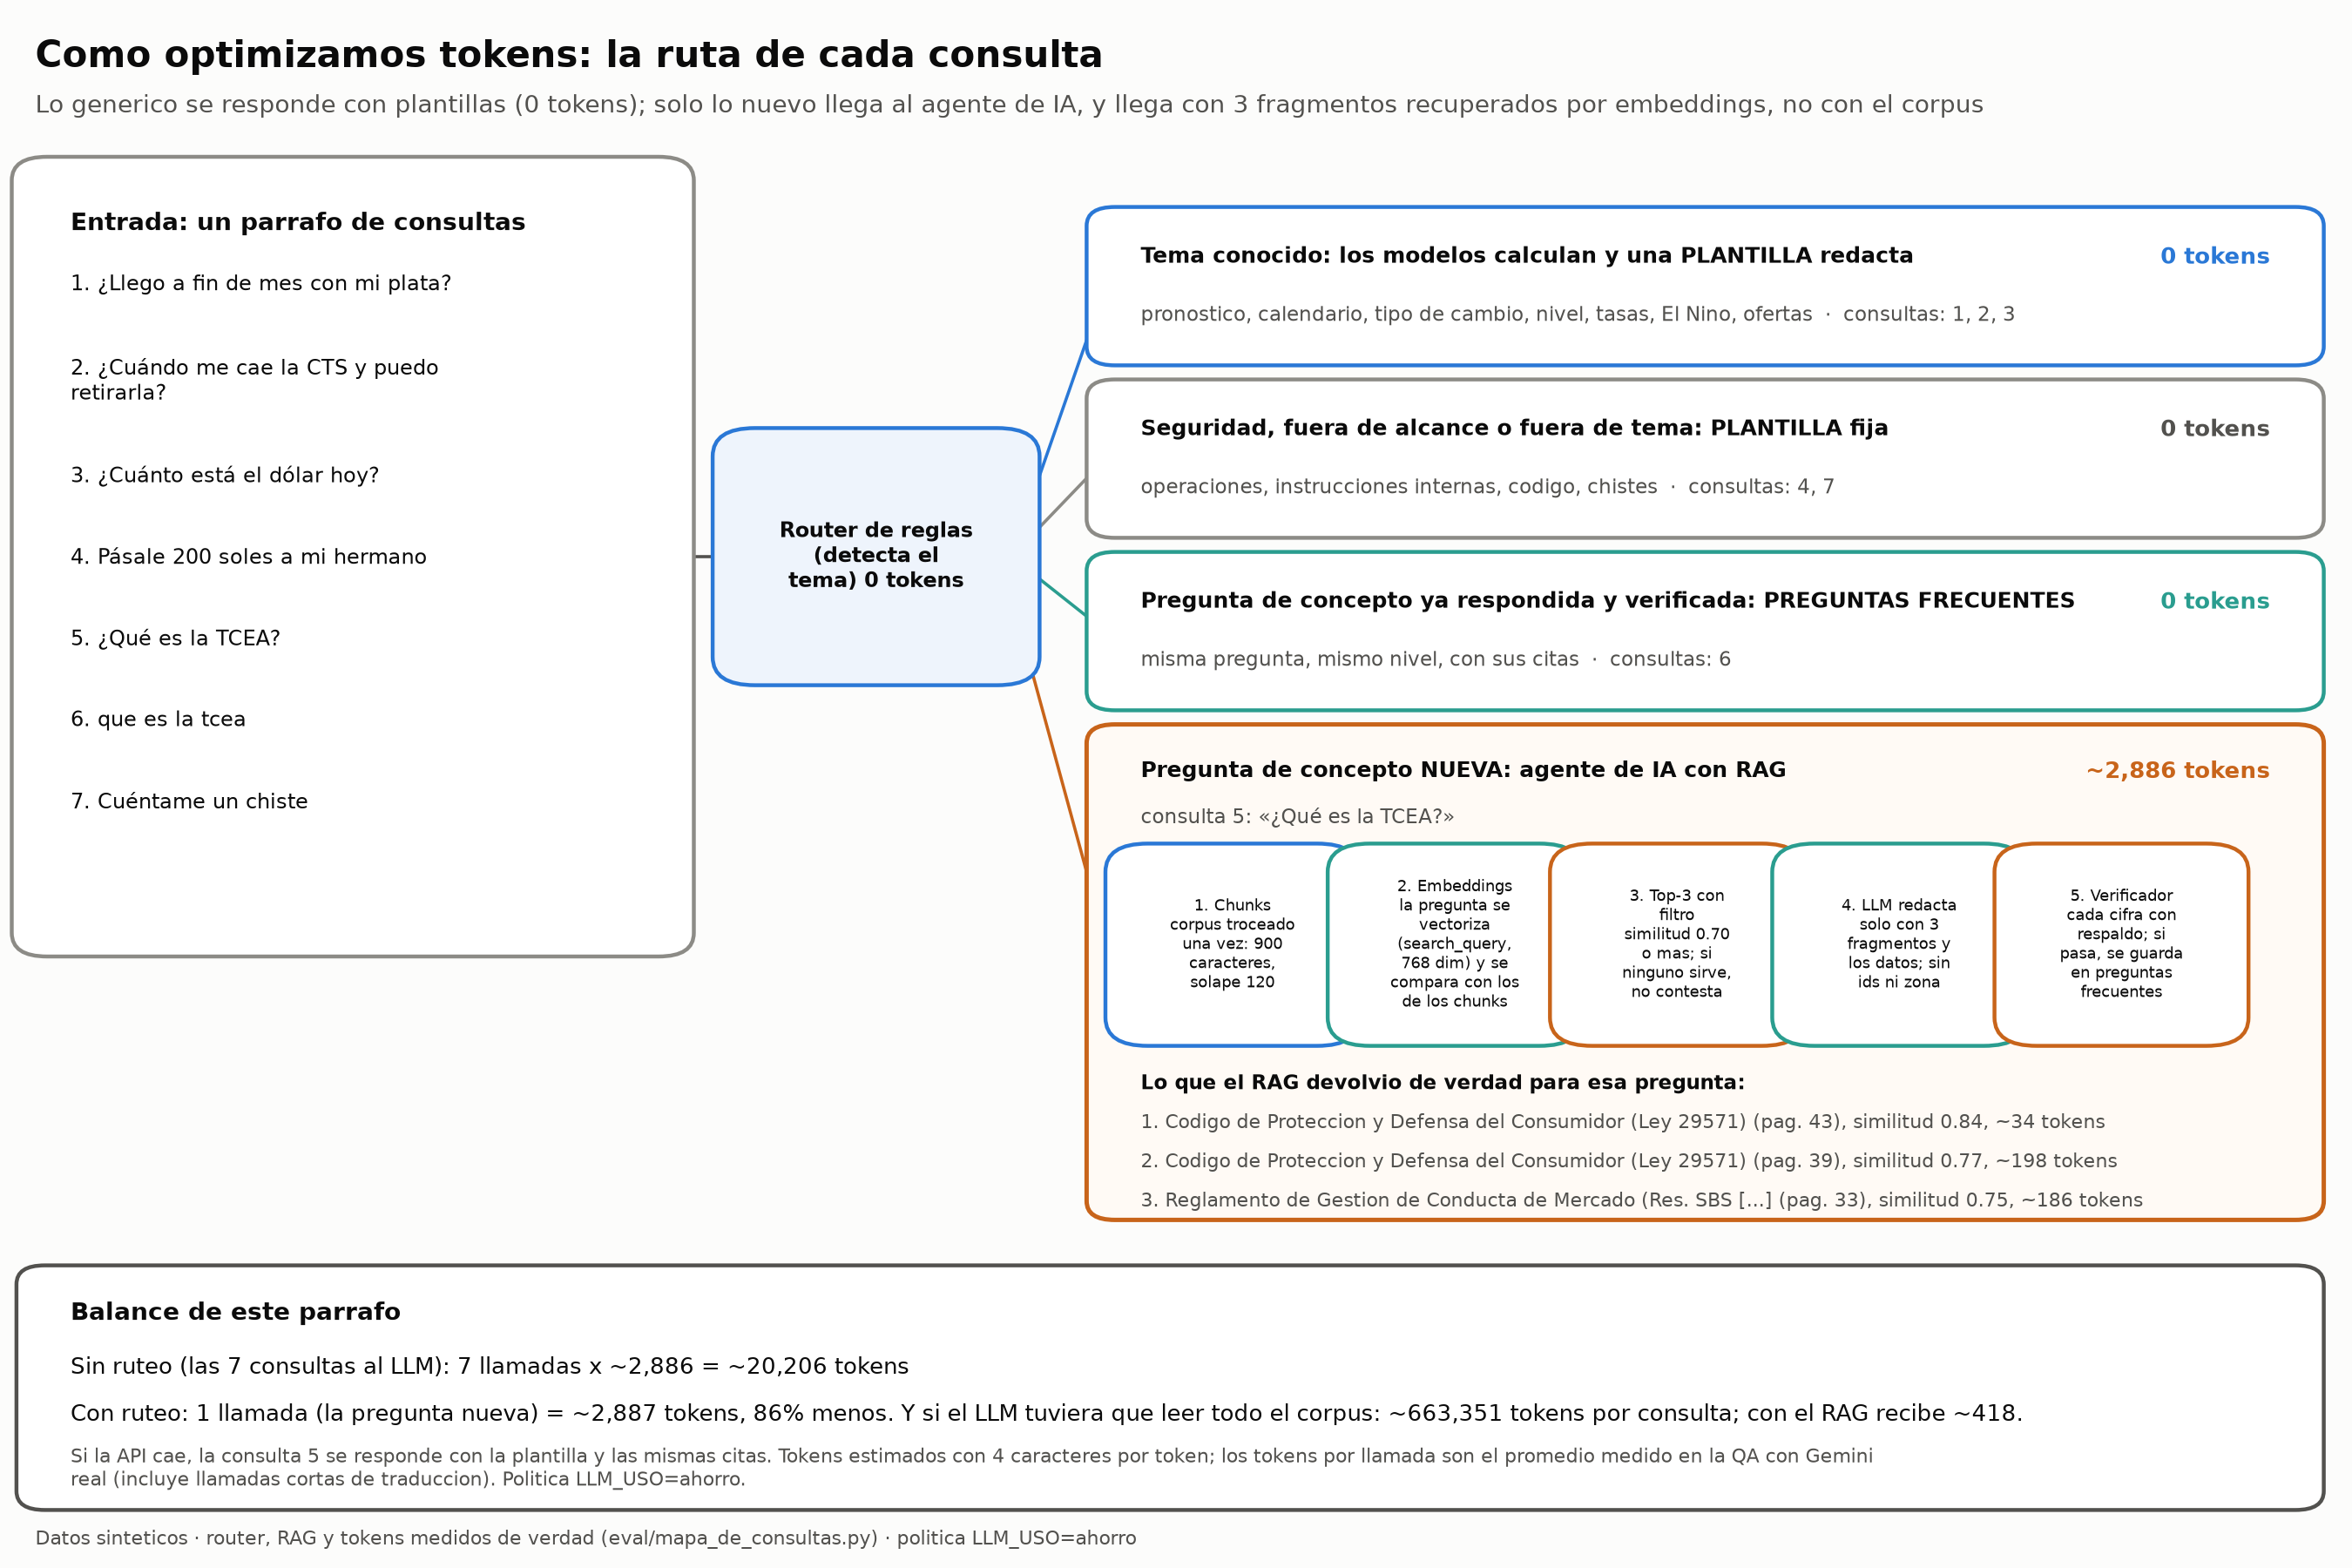 Como optimizamos tokens: la ruta de cada consulta
Lo generico se responde con plantillas (0 tokens); solo lo nuevo llega al agente de IA, y llega con 3 fragmentos recuperados por embeddings, no con el corpus
Entrada: un parrafo de consultas
1. ¿Llego a fin de mes con mi plata?
2. ¿Cuándo me cae la CTS y puedo
retirarla?
3. ¿Cuánto está el dólar hoy?
4. Pásale 200 soles a mi hermano
5. ¿Qué es la TCEA?
6. que es la tcea
7. Cuéntame un chiste
Router de reglas
(detecta el
tema) 0 tokens
Tema conocido: los modelos calculan y una PLANTILLA redacta
0 tokens
pronostico, calendario, tipo de cambio, nivel, tasas, El Nino, ofertas · consultas: 1, 2, 3
Seguridad, fuera de alcance o fuera de tema: PLANTILLA fija
0 tokens
operaciones, instrucciones internas, codigo, chistes · consultas: 4, 7
Pregunta de concepto ya respondida y verificada: PREGUNTAS FRECUENTES
0 tokens
misma pregunta, mismo nivel, con sus citas · consultas: 6
Pregunta de concepto NUEVA: agente de IA con RAG
~2,886 tokens
consulta 5: «¿Qué es la TCEA?»
1. Chunks
corpus troceado
una vez: 900
caracteres,
solape 120
2. Embeddings
la pregunta se
vectoriza
(search_query,
768 dim) y se
compara con los
de los chunks
3. Top-3 con
filtro
similitud 0.70
o mas; si
ninguno sirve,
no contesta
4. LLM redacta
solo con 3
fragmentos y
los datos; sin
ids ni zona
5. Verificador
cada cifra con
respaldo; si
pasa, se guarda
en preguntas
frecuentes
Lo que el RAG devolvio de verdad para esa pregunta:
1. Codigo de Proteccion y Defensa del Consumidor (Ley 29571) (pag. 43), similitud 0.84, ~34 tokens
2. Codigo de Proteccion y Defensa del Consumidor (Ley 29571) (pag. 39), similitud 0.77, ~198 tokens
3. Reglamento de Gestion de Conducta de Mercado (Res. SBS [...] (pag. 33), similitud 0.75, ~186 tokens
Balance de este parrafo
Sin ruteo (las 7 consultas al LLM): 7 llamadas x ~2,886 = ~20,206 tokens
Con ruteo: 1 llamada (la pregunta nueva) = ~2,887 tokens, 86% menos. Y si el LLM tuviera que leer todo el corpus: ~663,351 tokens por consulta; con el RAG recibe ~418.
Si la API cae, la consulta 5 se responde con la plantilla y las mismas citas. Tokens estimados con 4 caracteres por token; los tokens por llamada son el promedio medido en la QA con Gemini
real (incluye llamadas cortas de traduccion). Politica LLM_USO=ahorro.
Datos sinteticos · router, RAG y tokens medidos de verdad (eval/mapa_de_consultas.py) · politica LLM_USO=ahorro